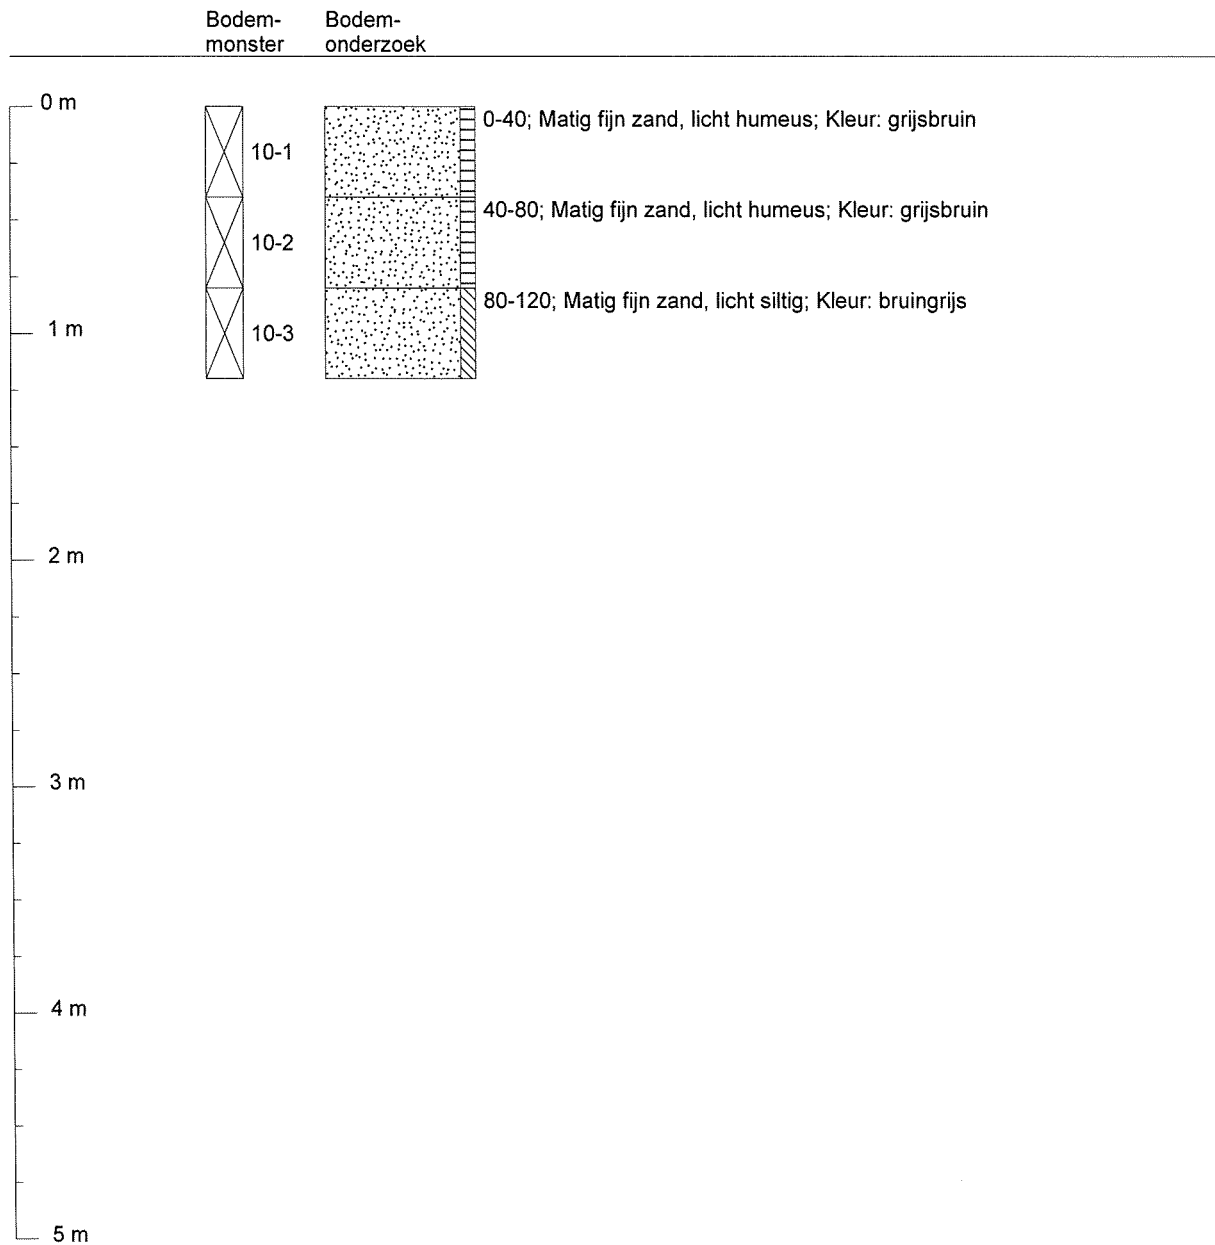 Bodem-
monster
Bodem-
onderzoek
0 m
10-1
0-40; Matig fijn zand, licht humeus; Kleur: grijsbruin
10-2
40-80; Matig fijn zand, licht humeus; Kleur: grijsbruin
1 m
10-3
80-120; Matig fijn zand, licht siltig; Kleur: bruingrijs
2 m
3 m
4 m
5 m